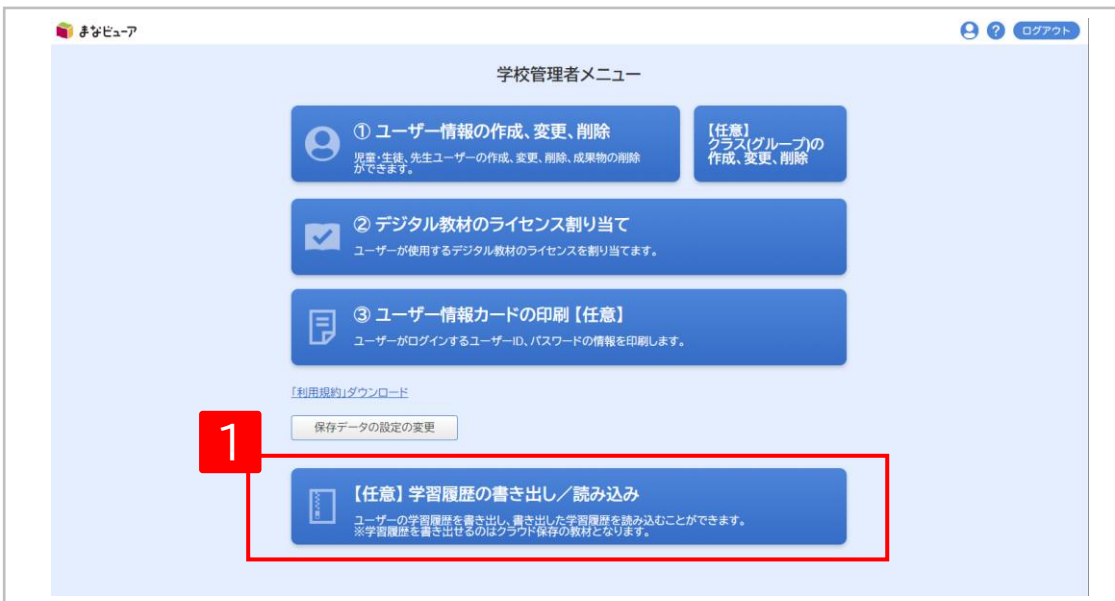 まなビューア
?
ログアウト
学校管理者メニュー
① ユーザー情報の作成、変更、削除
児童・生徒、先生ユーザーの作成、変更、削除、成果物の削除
ができます。
【任意】
クラス(グループ)の
作成、変更、削除
② デジタル教材のライセンス割り当て
ユーザーが使用するデジタル教材のライセンスを割り当てます。
③ ユーザー情報カードの印刷【任意】
ユーザーがログインするユーザーID、パスワードの情報を印刷します。
「利用規約」ダウンロード
保存データの設定の変更
1
【任意】学習履歴の書き出し／読み込み
ユーザーの学習履歴を書き出し、書き出した学習履歴を読み込むことができます。
※学習履歴を書き出せるのはクラウド保存の教材となります。